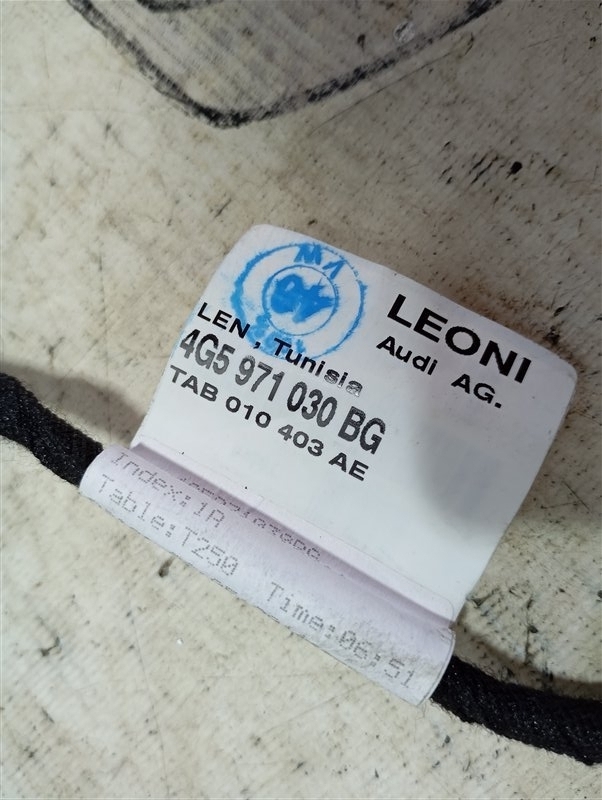 LEONI
Audi AG.
LEN, Tunisia
4G5 971 030 BG
TAB 010 403 AE
Index:1A
Table:T250 Time:06:51